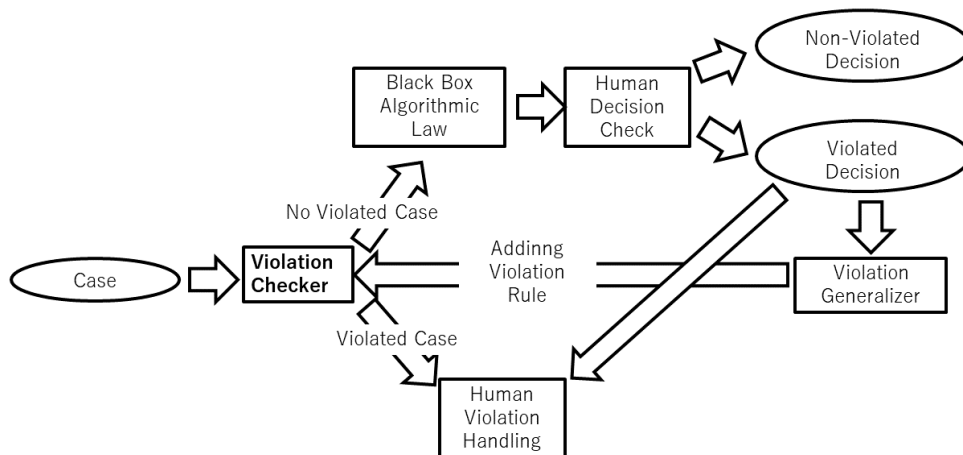 Non-Violated
Decision
Black Box
Algorithmic
Law
Human
Decision
Check
Violated
Decision
No Violated Case
Case
Violation
Checker
Addinng
Violation
Rule
Violation
Generalizer
Violated Case
Human
Violation
Handling